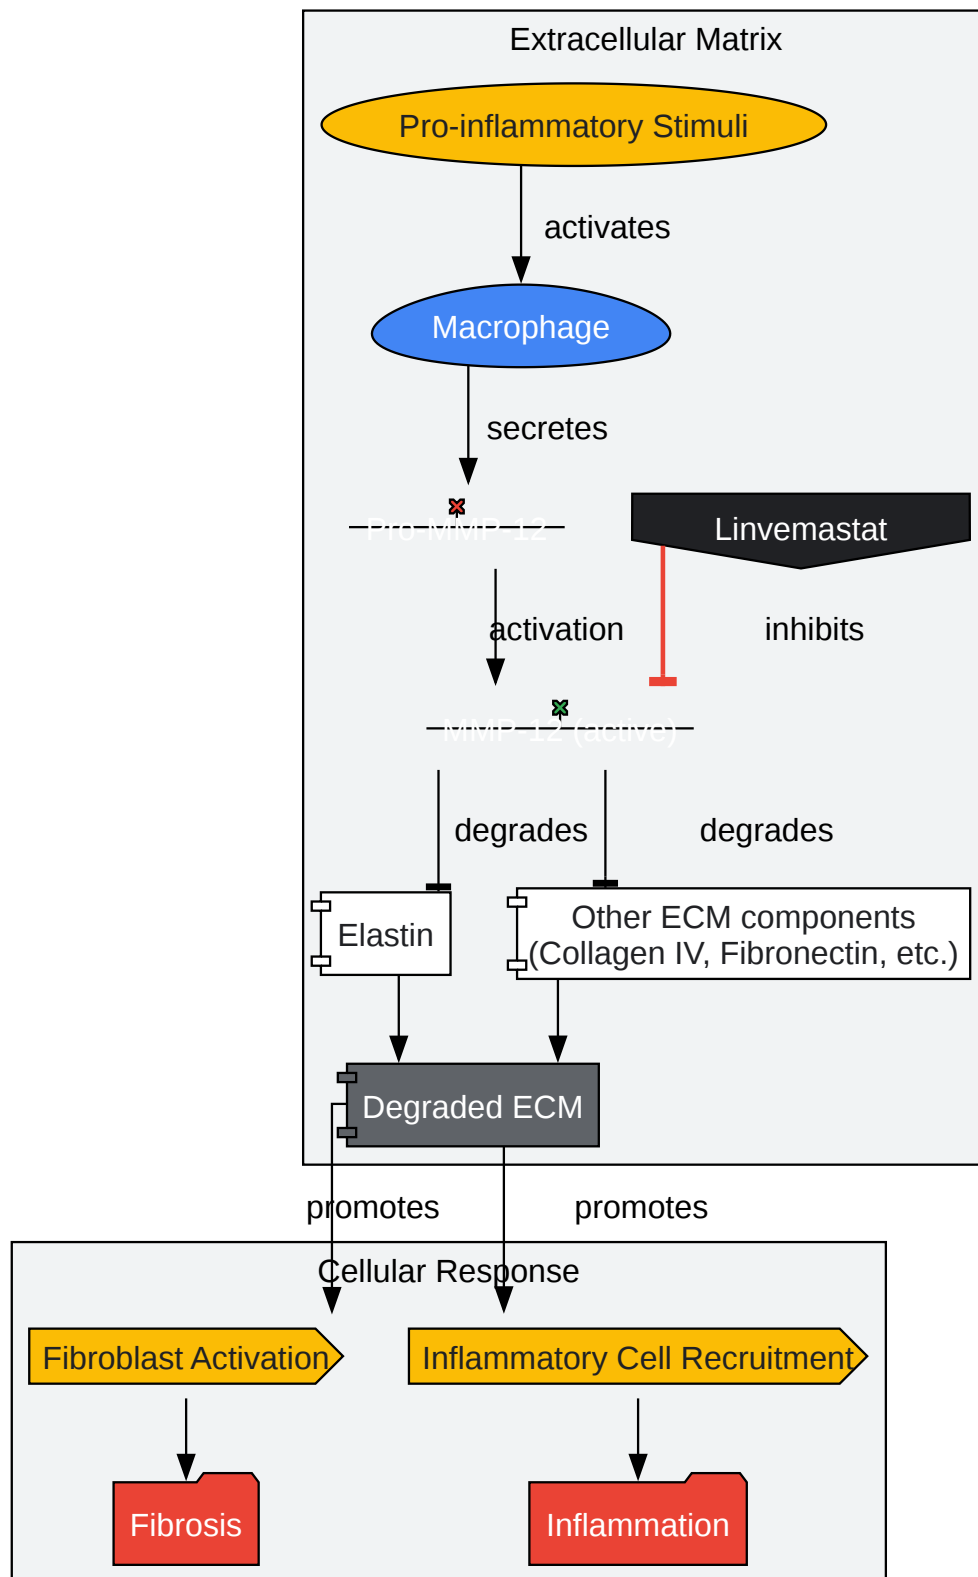 Extracellular Matrix
Pro-inflammatory Stimuli
activates
Macrophage
secretes
Pro-MMP-12
Linvemastat
activation
inhibits
MMP-12 (active)
degrades
degrades
Elastin
Other ECM components
(Collagen IV, Fibronectin, etc.)
Degraded ECM
promotes
promotes
Cellular Response
Fibroblast Activation
Inflammatory Cell Recruitment
Fibrosis
Inflammation